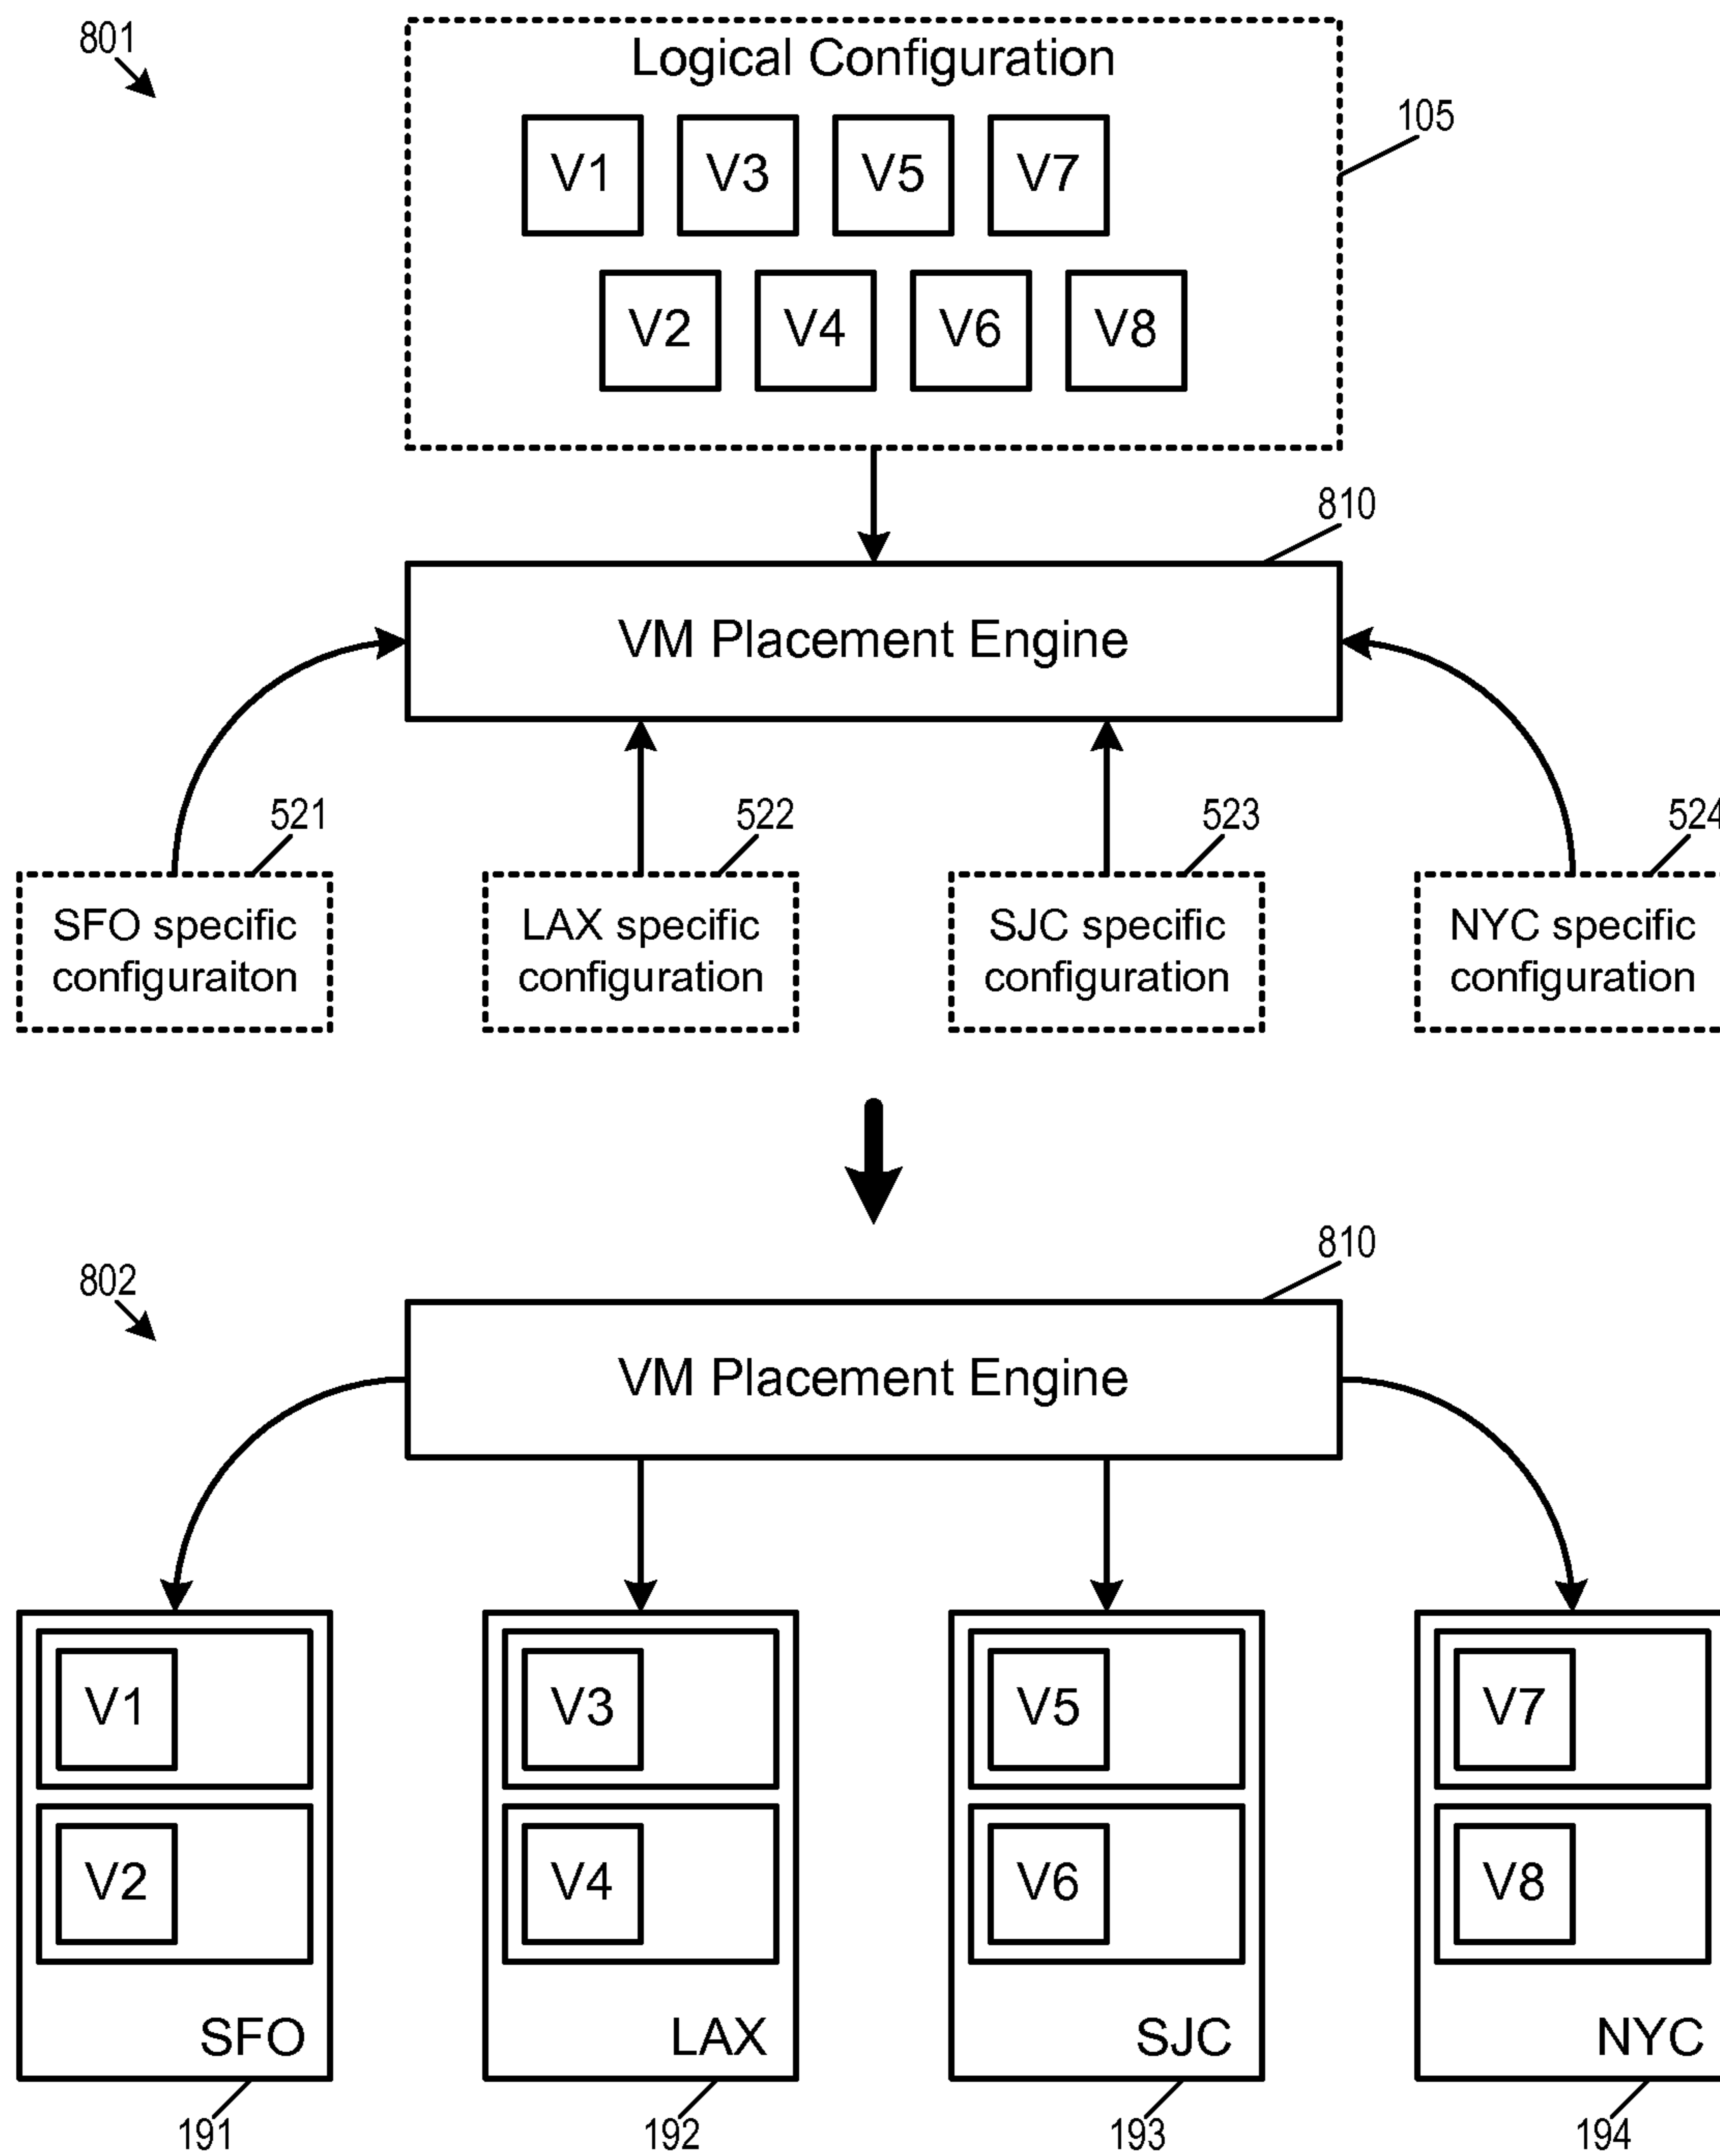 801
Logical Configuration
105
V1 V3 V5 V7
V2 V4 V6 V8
810
VM Placement Engine
521 522 523 524
SFO specific
configuraiton
LAX specific
configuration
SJC specific
configuration
NYC specific
configuration
802
810
VM Placement Engine
V1 V3 V5 V7
V2 V4 V6 V8
SFO LAX SJC NYC
191 192 193 194